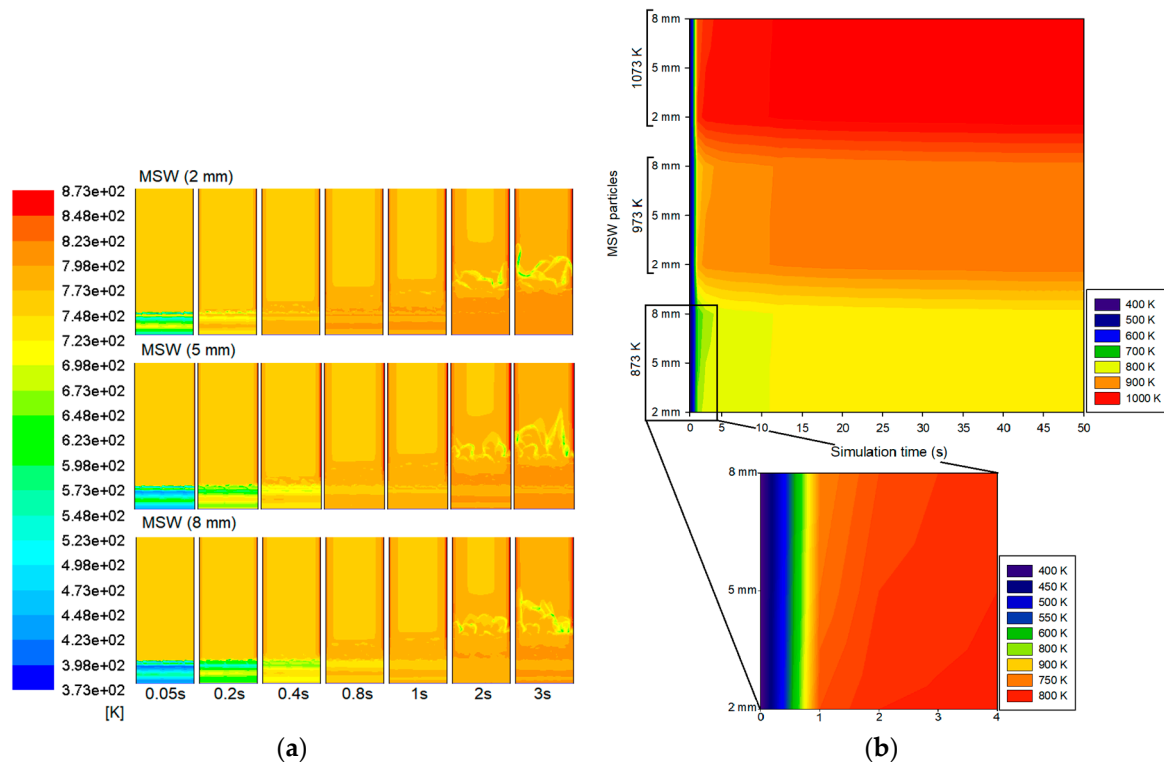 MSW (2 mm)
8.73e+02
8.48e+02
8.23e+02
7.98e+02
7.73e+02
7.48e+02
7.23e+02
6.98e+02
6.73e+02
6.48e+02
6.23e+02
5.98e+02
5.73e+02
5.48e+02
5.23e+02
4.98e+02
4.73e+02
4.48e+02
4.23e+02
3.98e+02
3.73e+02
[K]
MSW (5 mm)
MSW (8 mm)
0.05s 0.2s 0.4s 0.8s 1s 2s 3s
(a)
MSW particles
1073 K
8 mm
5 mm
2 mm
973 K
8 mm
5 mm
2 mm
873 K
8 mm
5 mm
2 mm
0 5 10 15 20 25 30 35 40 45 50
Simulation time (s)
400 K
500 K
600 K
700 K
800 K
900 K
1000 K
8 mm
5 mm
2 mm
0 1 2 3 4
400 K
450 K
500 K
550 K
600 K
800 K
900 K
750 K
800 K
(b)